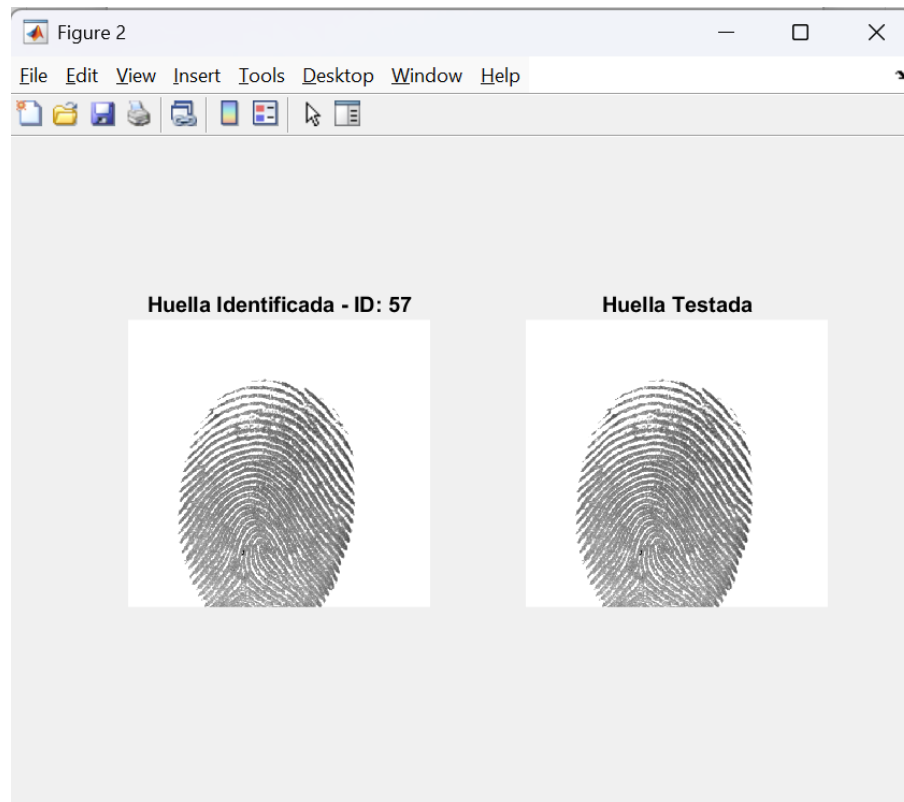 Figure 2
File Edit View Insert Tools Desktop Window Help
Huella Identificada - ID: 57
Huella Testada